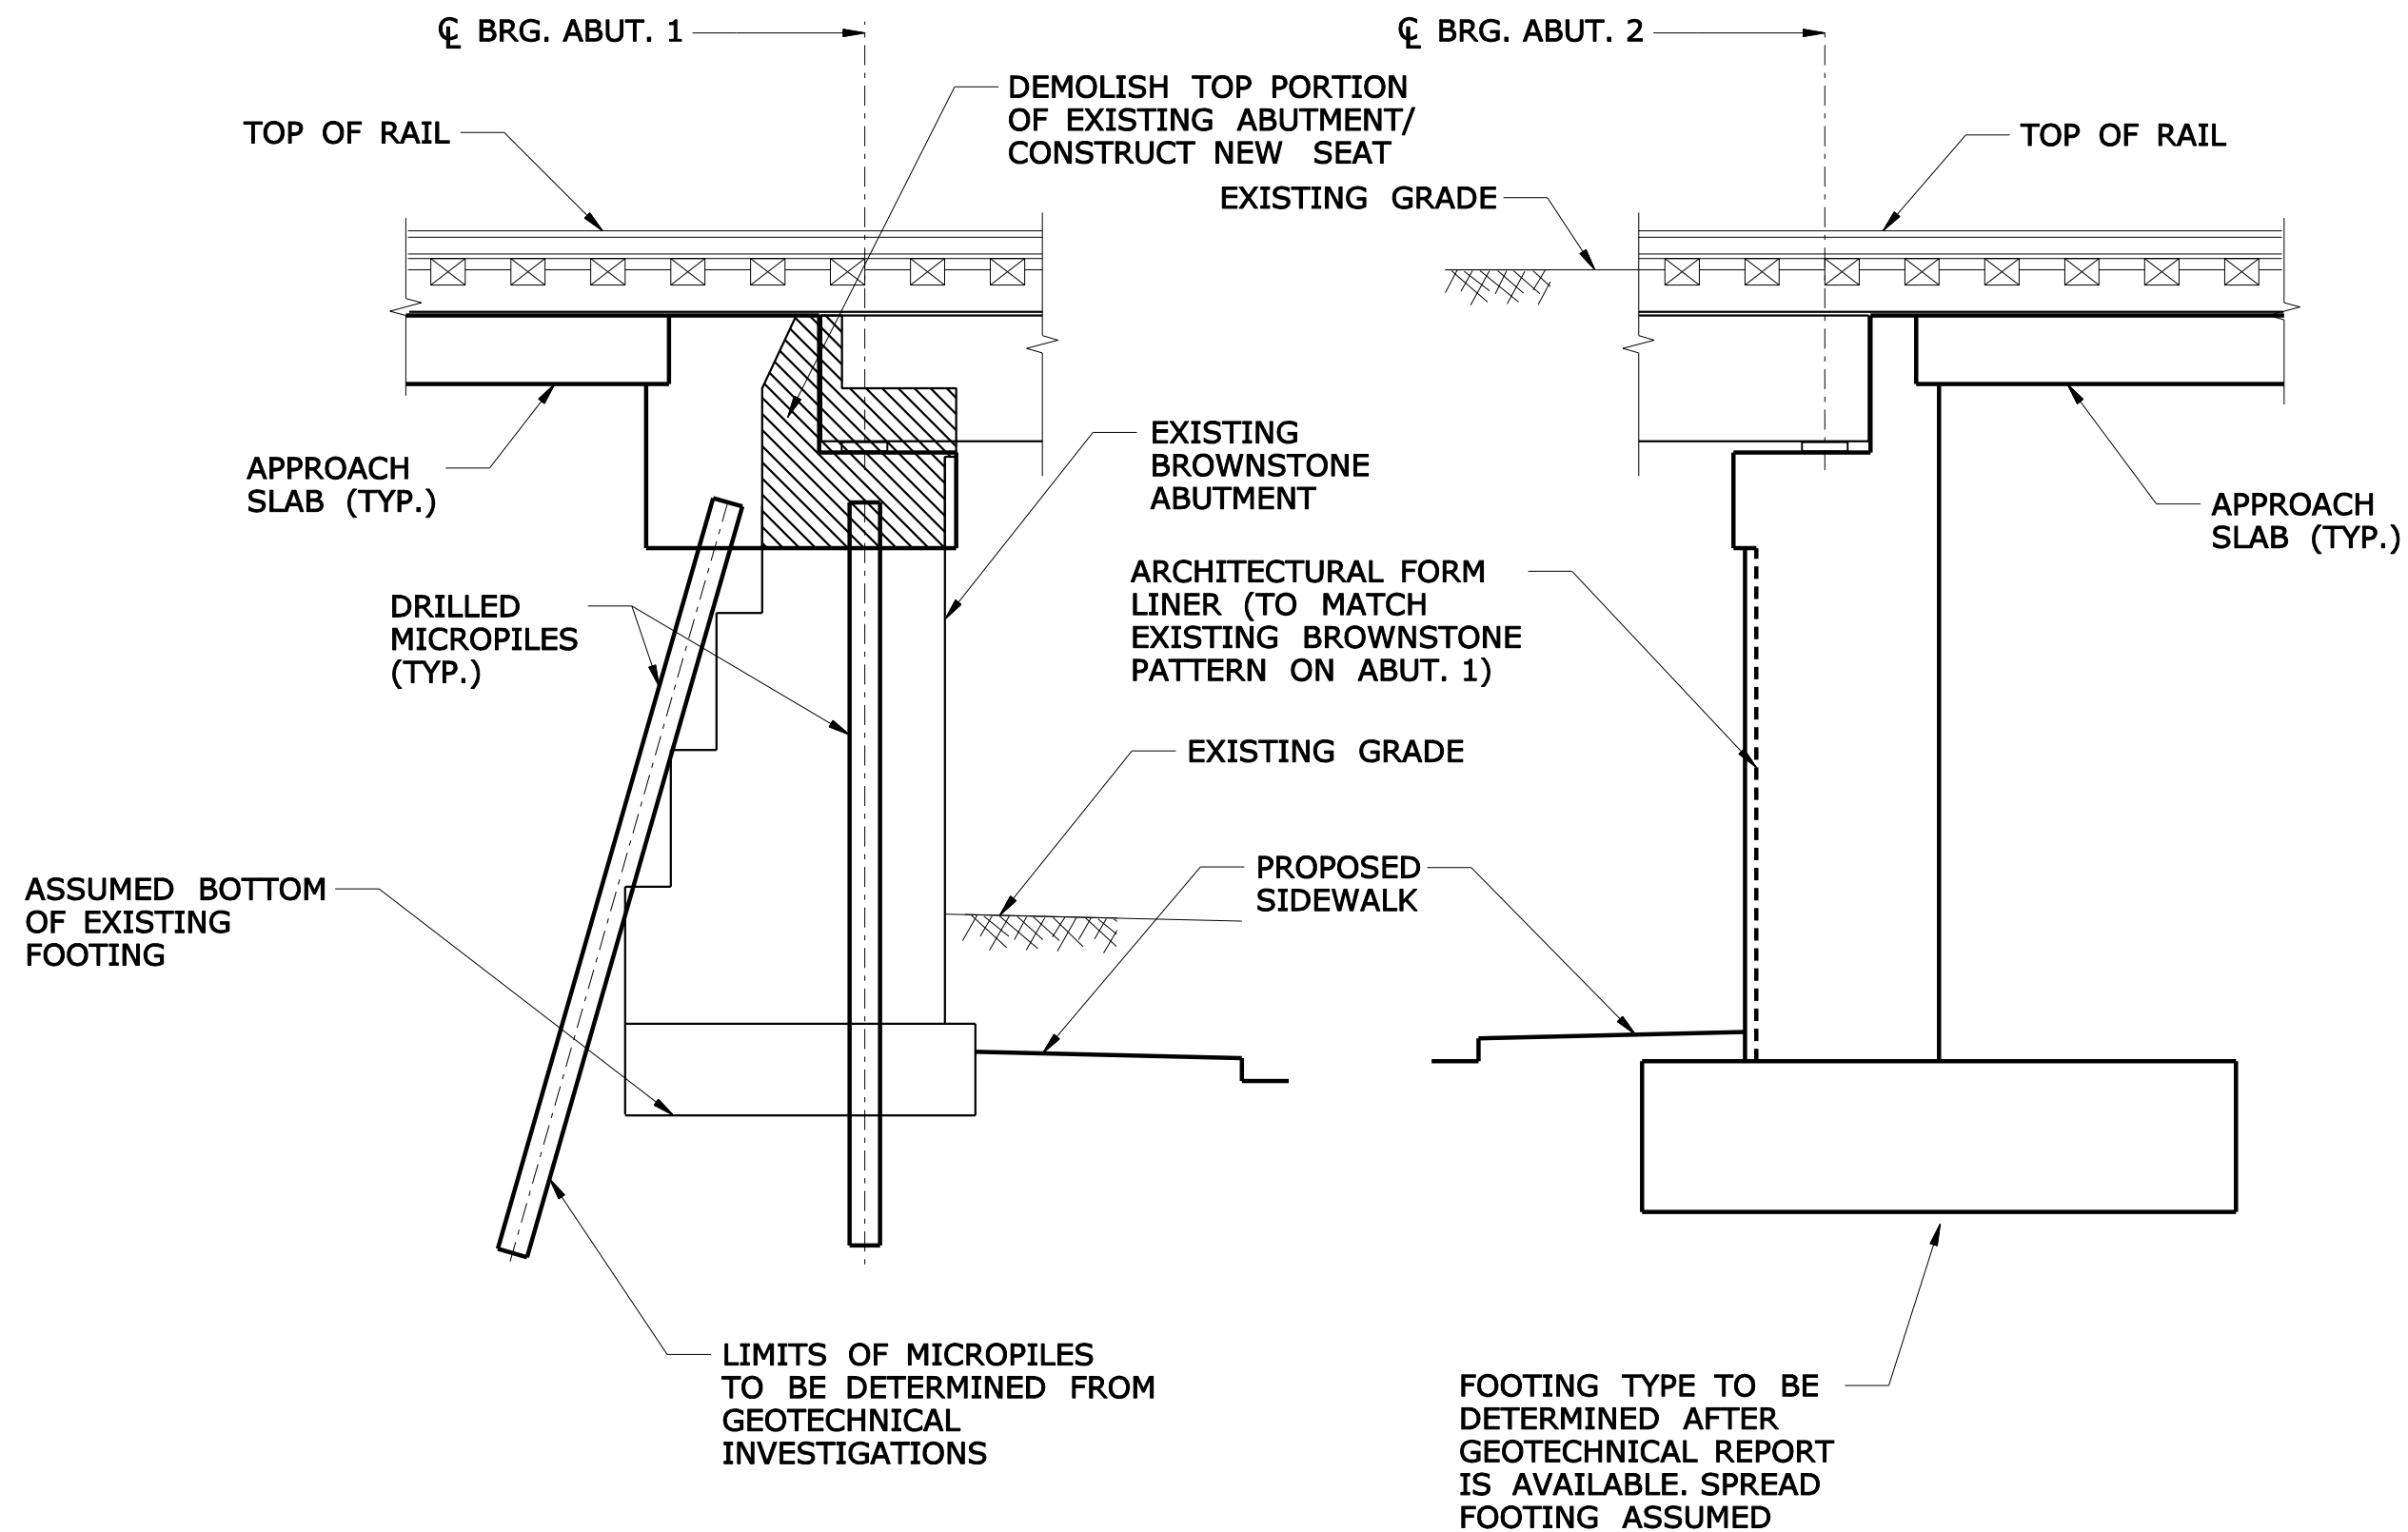 ℄ BRG. ABUT. 1
℄ BRG. ABUT. 2
DEMOLISH TOP PORTION
OF EXISTING ABUTMENT/
CONSTRUCT NEW SEAT
TOP OF RAIL
TOP OF RAIL
EXISTING GRADE
APPROACH
SLAB (TYP.)
EXISTING
BROWNSTONE
ABUTMENT
APPROACH
SLAB (TYP.)
DRILLED
MICROPILES
(TYP.)
ARCHITECTURAL FORM
LINER (TO MATCH
EXISTING BROWNSTONE
PATTERN ON ABUT. 1)
EXISTING GRADE
ASSUMED BOTTOM
OF EXISTING
FOOTING
PROPOSED
SIDEWALK
LIMITS OF MICROPILES
TO BE DETERMINED FROM
GEOTECHNICAL
INVESTIGATIONS
FOOTING TYPE TO BE
DETERMINED AFTER
GEOTECHNICAL REPORT
IS AVAILABLE. SPREAD
FOOTING ASSUMED